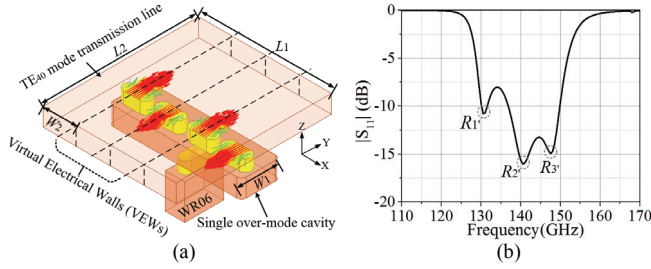 TE40 mode transmission line
L2
L1
W2
Virtual Electrical Walls (VEWs)
WR06
W1
Single over-mode cavity
Z
Y
X
(a)
0
-5
-10
-15
-20
|S11| (dB)
R1'
R2'
R3'
110 120 130 140 150 160 170
Frequency(GHz)
(b)